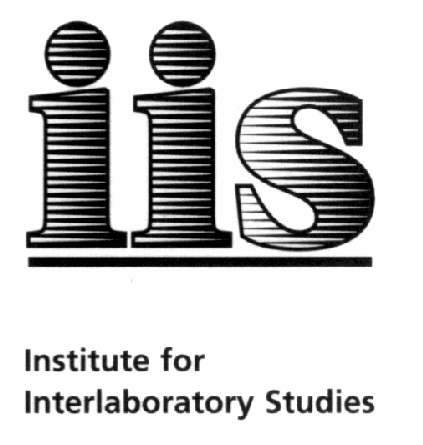 iis
Institute for
Interlaboratory Studies